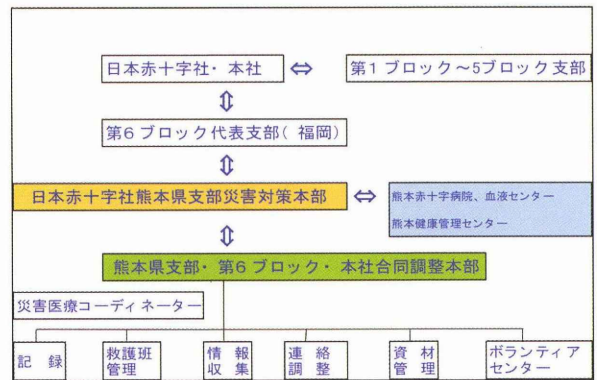 日本赤十字社・本社 ⇔ 第1ブロック～5ブロック支部
⇕
第6ブロック代表支部(福岡)
⇕
日本赤十字社熊本県支部災害対策本部 ⇔ 熊本赤十字病院、血液センター
熊本健康管理センター
⇕
熊本県支部・第6ブロック・本社合同調整本部
災害医療コーディネーター
記録
救護班
管理
情報
収集
連絡
調整
資材
管理
ボランティア
センター